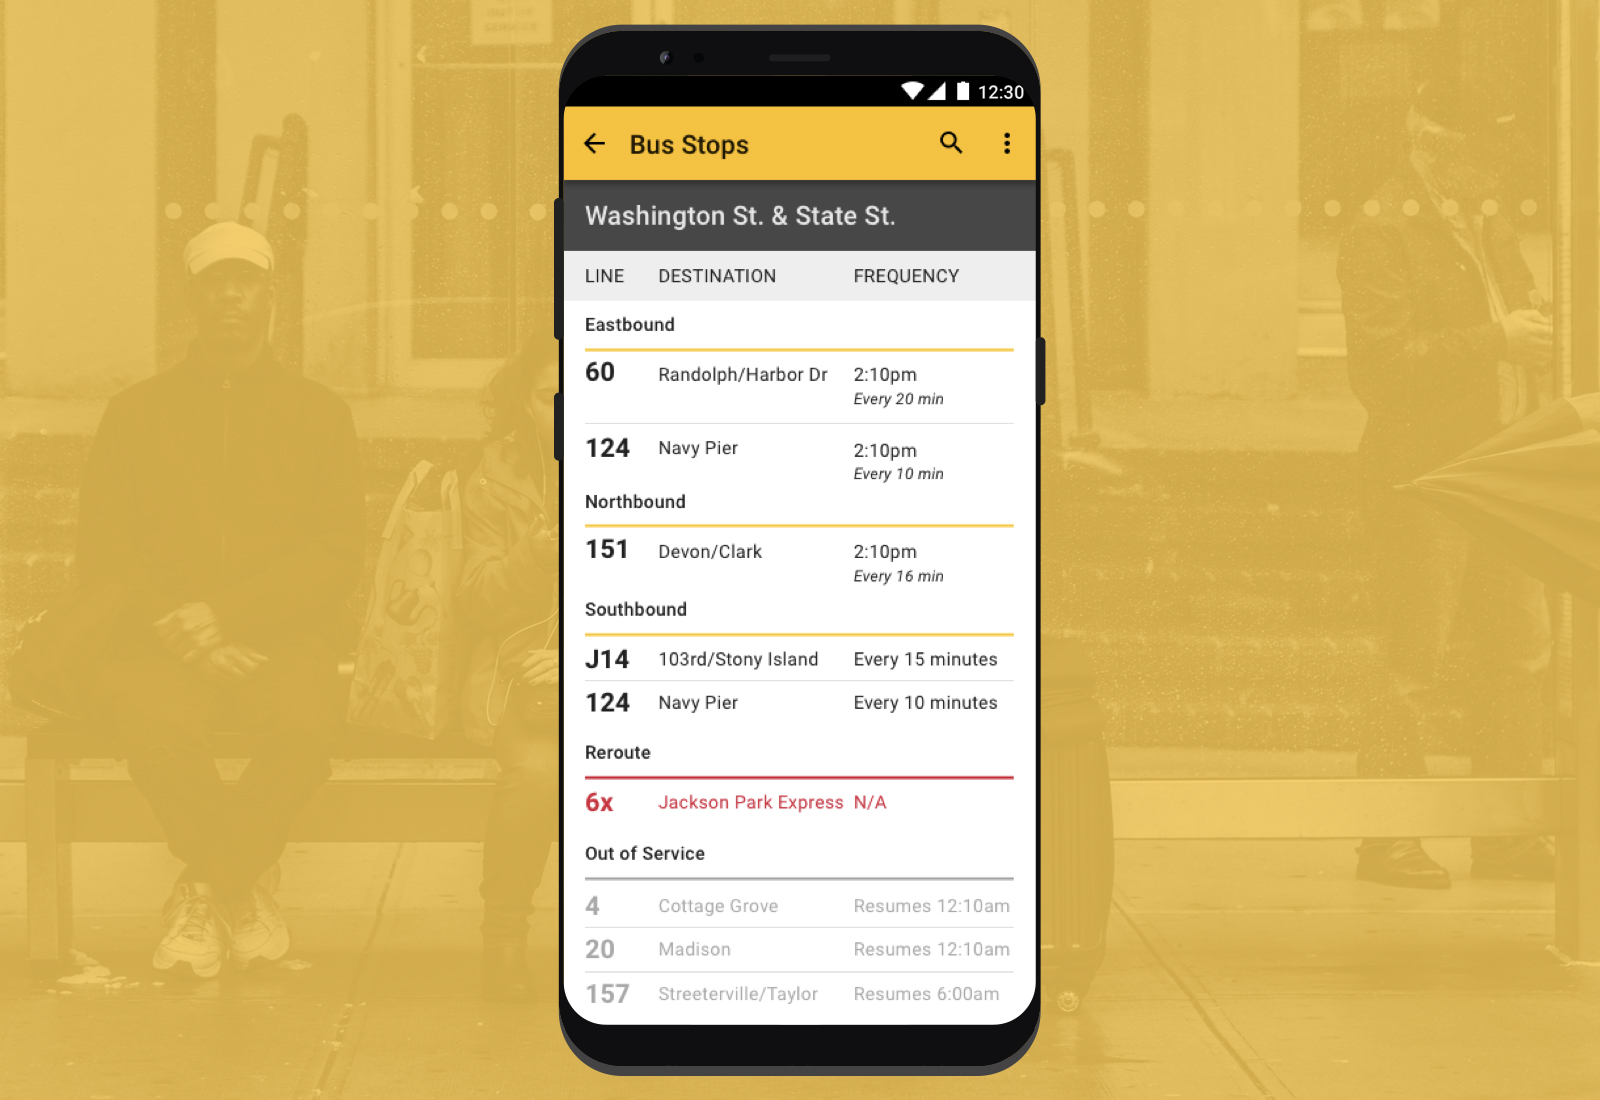 12:30
Bus Stops
Washington St. & State St.
LINE DESTINATION FREQUENCY
Eastbound
60 Randolph/Harbor Dr 2:10pm
Every 20 min
124 Navy Pier 2:10pm
Every 10 min
Northbound
151 Devon/Clark 2:10pm
Every 16 min
Southbound
J14 103rd/Stony Island Every 15 minutes
124 Navy Pier Every 10 minutes
Reroute
6x Jackson Park Express N/A
Out of Service
4 Cottage Grove Resumes 12:10am
20 Madison Resumes 12:10am
157 Streeterville/Taylor Resumes 6:00am